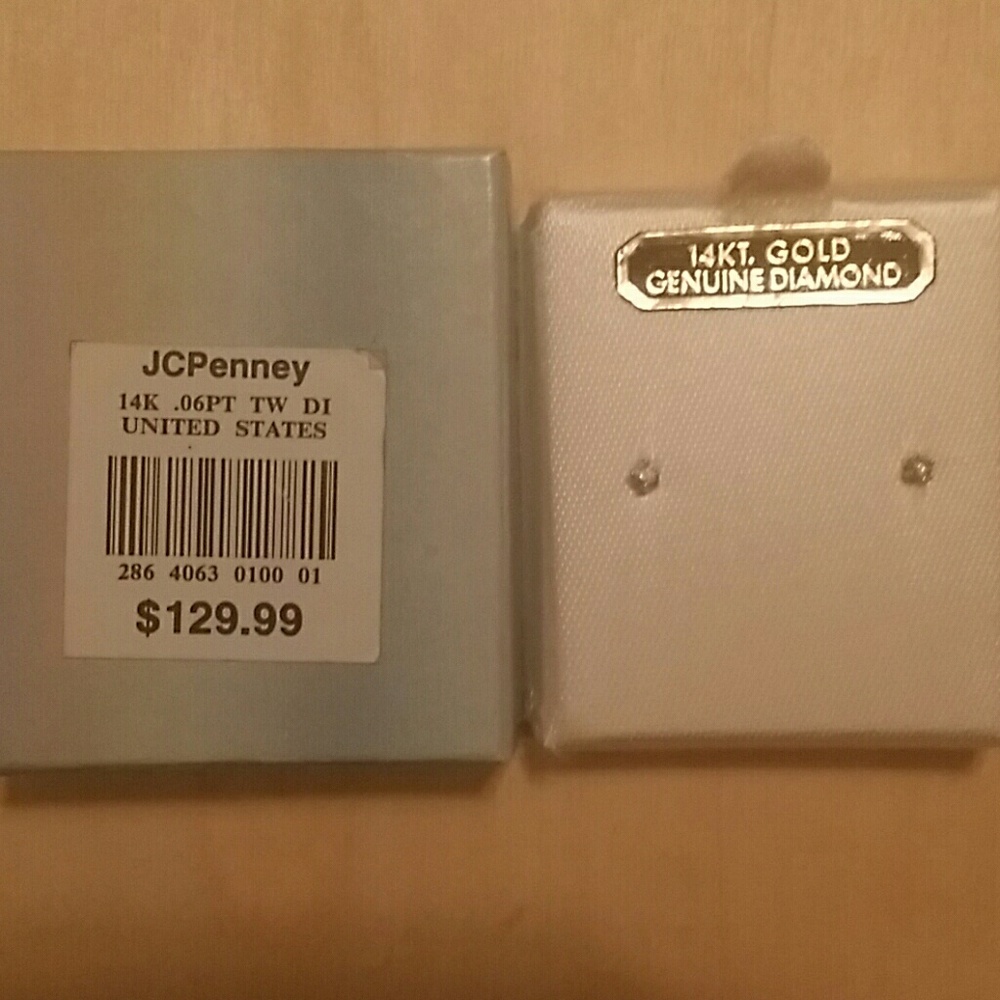 JCPenney
14K .06PT TW DI
UNITED STATES
286 4063 0100 01
$129.99
14KT. GOLD
GENUINE DIAMOND